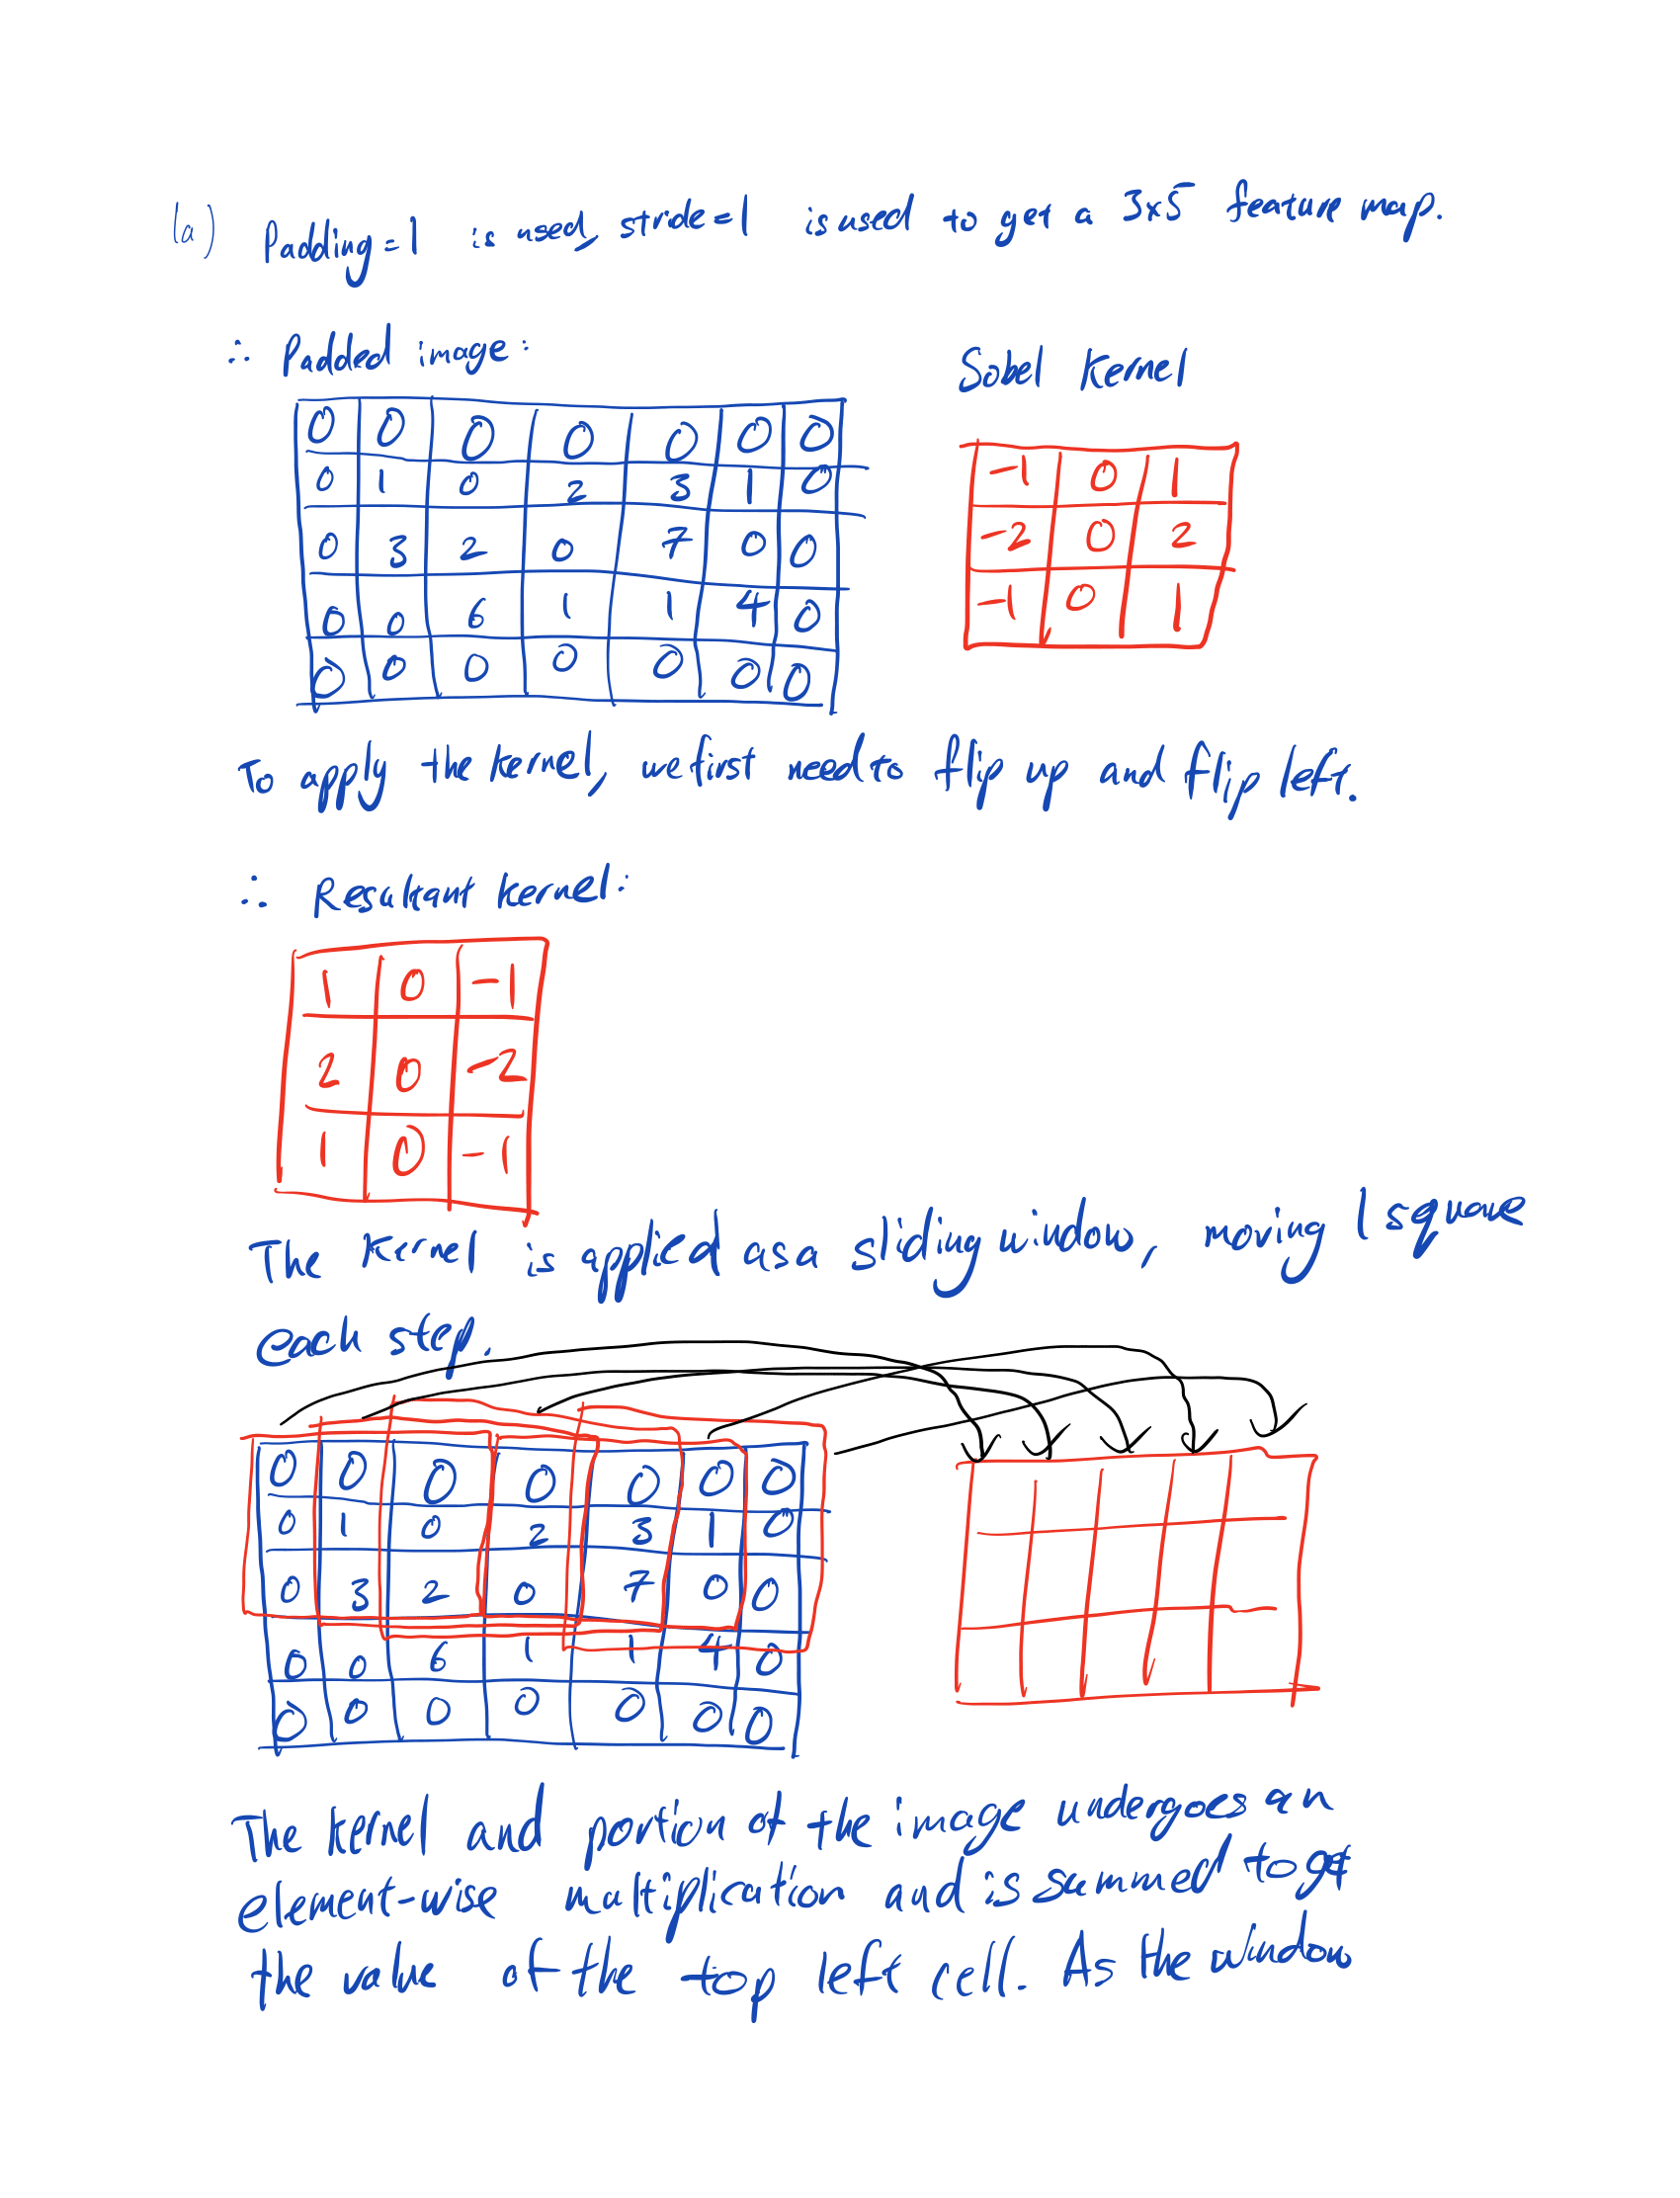 1a) Padding=1 is used, stride=1 is used to get a 3x5 feature map.
∴ Padded image:
Sobel Kernel
0 0 0 0 0 0 0
0 1 0 2 3 1 0
0 3 2 0 7 0 0
0 0 6 1 1 4 0
0 0 0 0 0 0 0
-1 0 1
-2 0 2
-1 0 1
To apply the kernel, we first need to flip up and flip left.
∴ Resultant kernel:
1 0 -1
2 0 -2
1 0 -1
The kernel is applied as a sliding window, moving 1 square
each step.
0 0 0 0 0 0 0
0 1 0 2 3 1 0
0 3 2 0 7 0 0
0 0 6 1 1 4 0
0 0 0 0 0 0 0
The kernel and portion of the image undergoes an
element-wise multiplication and is summed to get
the value of the top left cell. As the window